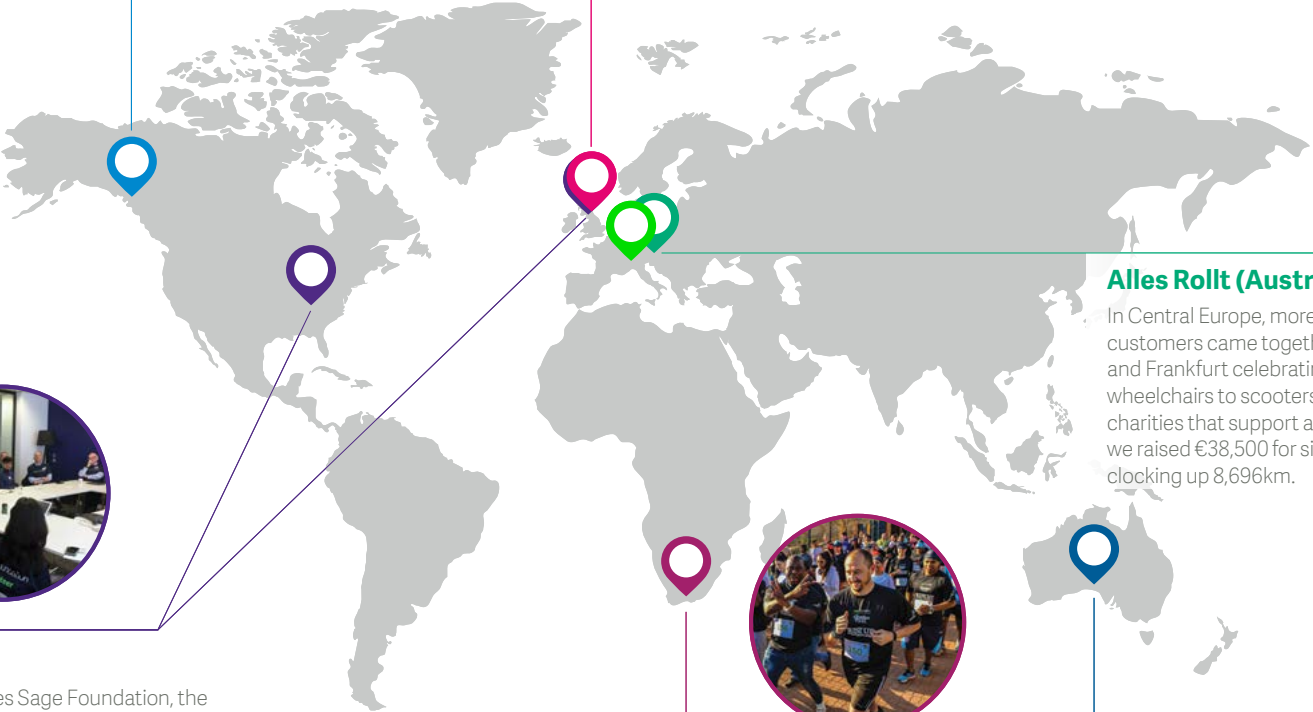 Alles Rollt (Austr
In Central Europe, more
customers came togeth
and Frankfurt celebratin
wheelchairs to scooters
charities that support a
we raised €38,500 for si
clocking up 8,696km.
es Sage Foundation, the